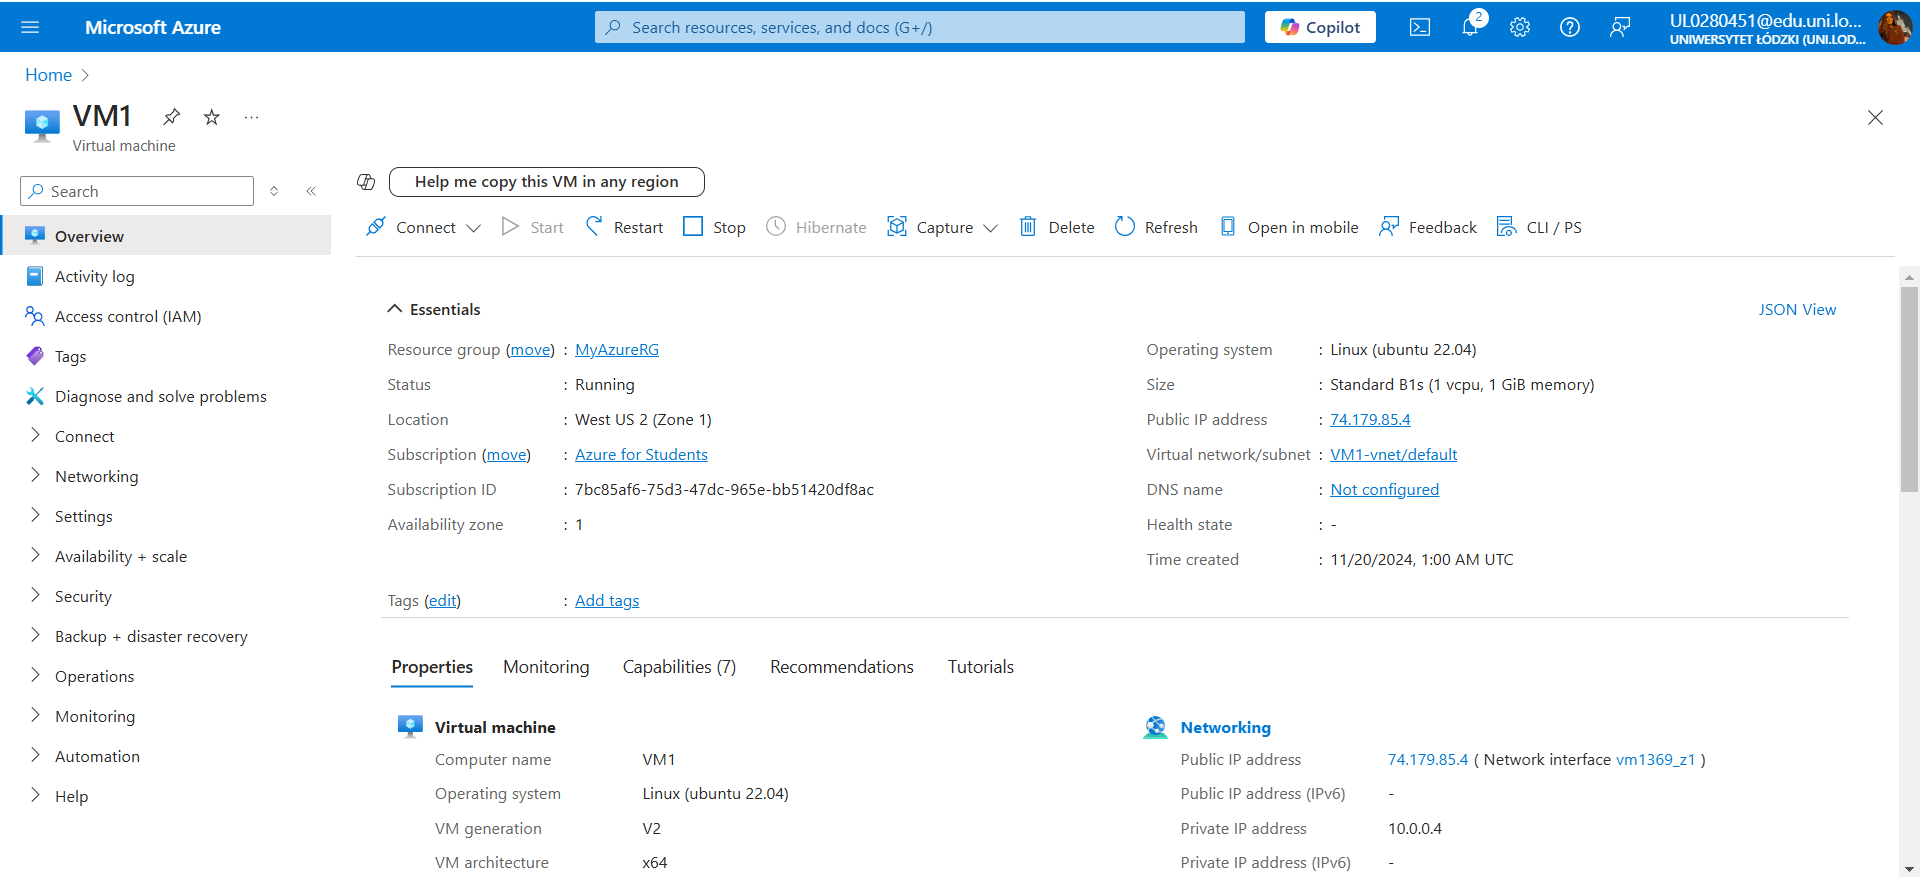 Microsoft Azure
Search resources, services, and docs (G+/)
Copilot
2
UL0280451@edu.uni.lo...
UNIWERSYTET ŁÓDZKI (UNI.LOD...
Home
VM1
Virtual machine
Search
Overview
Activity log
Access control (IAM)
Tags
Diagnose and solve problems
Connect
Networking
Settings
Availability + scale
Security
Backup + disaster recovery
Operations
Monitoring
Automation
Help
Help me copy this VM in any region
Connect Start Restart Stop Hibernate Capture Delete Refresh Open in mobile Feedback CLI / PS
Essentials
JSON View
Resource group (move) : MyAzureRG
Status : Running
Location : West US 2 (Zone 1)
Subscription (move) : Azure for Students
Subscription ID : 7bc85af6-75d3-47dc-965e-bb51420df8ac
Availability zone : 1
Operating system : Linux (ubuntu 22.04)
Size : Standard B1s (1 vcpu, 1 GiB memory)
Public IP address : 74.179.85.4
Virtual network/subnet : VM1-vnet/default
DNS name : Not configured
Health state : -
Time created : 11/20/2024, 1:00 AM UTC
Tags (edit) : Add tags
Properties Monitoring Capabilities (7) Recommendations Tutorials
Virtual machine
Computer name VM1
Operating system Linux (ubuntu 22.04)
VM generation V2
VM architecture x64
Networking
Public IP address 74.179.85.4 ( Network interface vm1369_z1 )
Public IP address (IPv6) -
Private IP address 10.0.0.4
Private IP address (IPv6) -